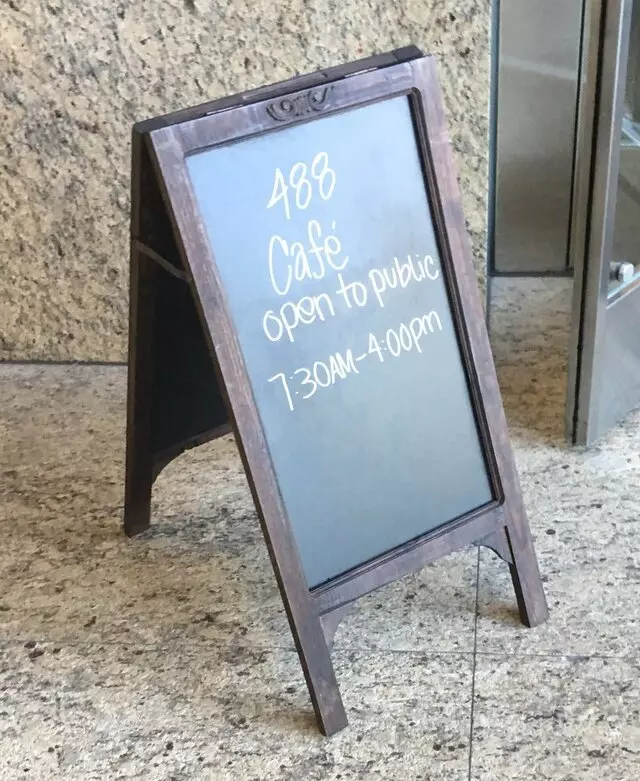 488
Café
open to public
7:30AM-4:00pm